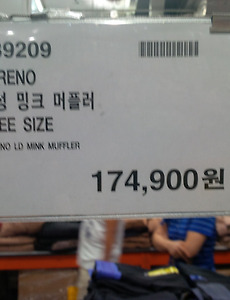 39209
RENO
성 밍크 머플러
EE SIZE
NO LD MINK MUFFLER
174,900원